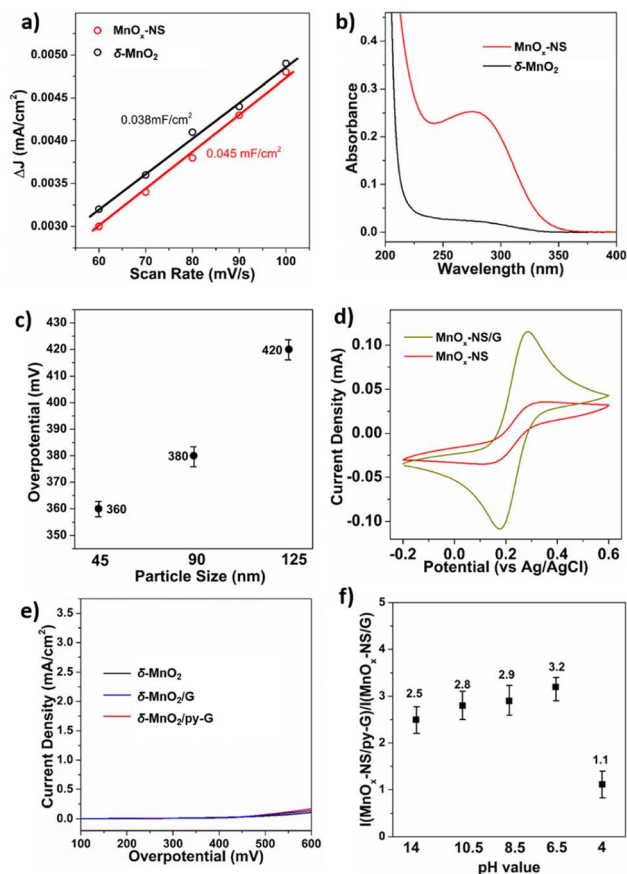 a)
MnOₓ-NS
δ-MnO₂
0.038mF/cm²
0.045 mF/cm²
ΔJ (mA/cm²)
0.0050
0.0045
0.0040
0.0035
0.0030
60 70 80 90 100
Scan Rate (mV/s)
b)
MnOₓ-NS
δ-MnO₂
Absorbance
0.4
0.3
0.2
0.1
0.0
200 250 300 350 400
Wavelength (nm)
c)
Overpotential (mV)
430
420
410
400
390
380
370
360
350
420
380
360
45 90 125
Particle Size (nm)
d)
MnOₓ-NS/G
MnOₓ-NS
Current Density (mA)
0.10
0.05
0.00
-0.05
-0.10
-0.2 0.0 0.2 0.4 0.6
Potential (vs Ag/AgCl)
e)
δ-MnO₂
δ-MnO₂/G
δ-MnO₂/py-G
Current Density (mA/cm²)
3.5
3.0
2.5
2.0
1.5
1.0
0.5
0.0
100 200 300 400 500 600
Overpotential (mV)
f)
I(MnOₓ-NS/py-G)/I(MnOₓ-NS/G)
5
4
3
2
1
0
2.5
2.8
2.9
3.2
1.1
14 10.5 8.5 6.5 4
pH value